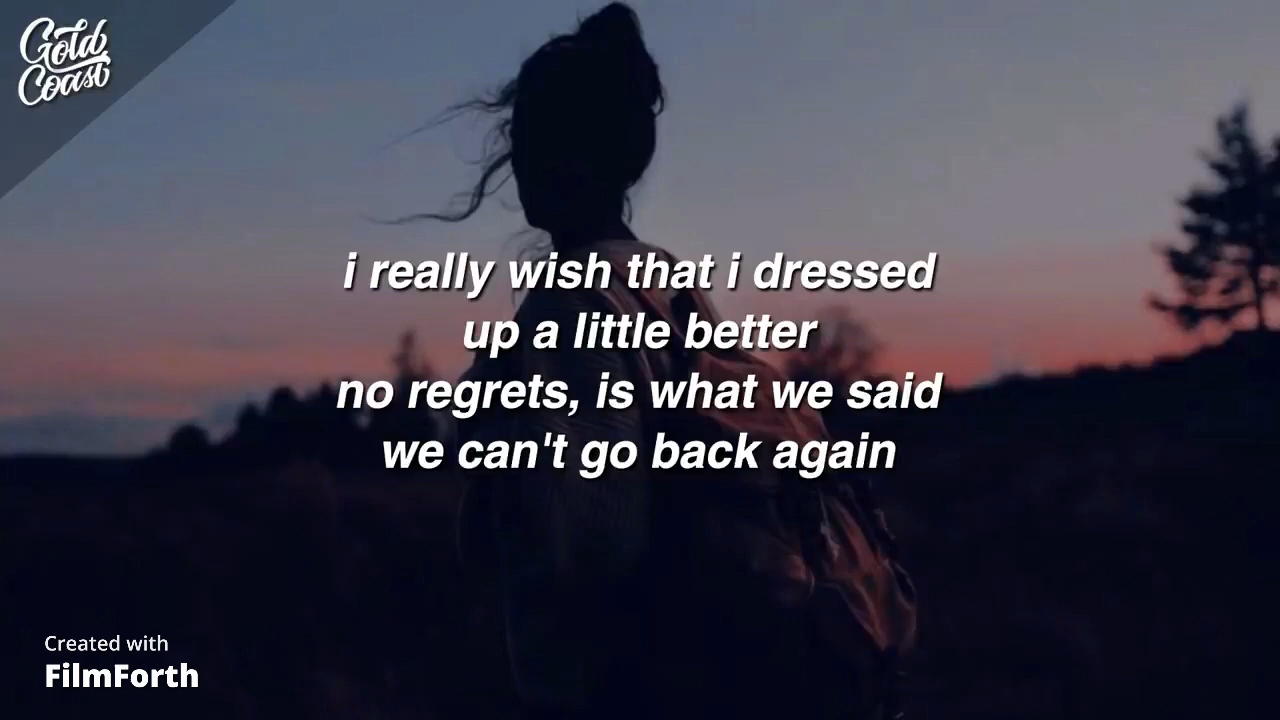 Gold
Coast
i really wish that i dressed
up a little better
no regrets, is what we said
we can't go back again
Created with
FilmForth